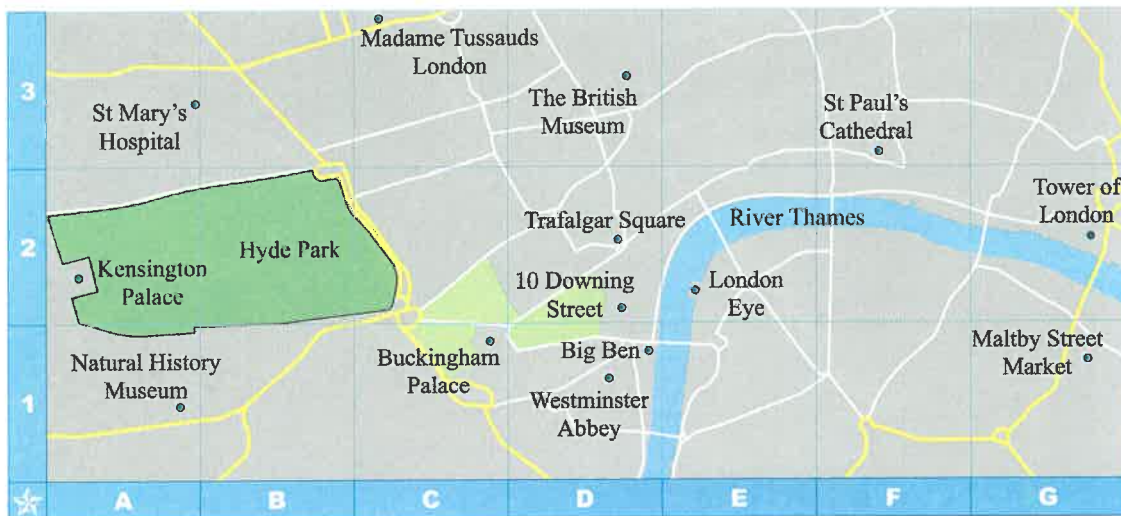 3
Madame Tussauds
London
St Mary's
Hospital
The British
Museum
St Paul's
Cathedral
2
Hyde Park
Kensington
Palace
Trafalgar Square
River Thames
Tower of
London
10 Downing
Street
London
Eye
1
Natural History
Museum
Buckingham
Palace
Big Ben
Westminster
Abbey
Maltby Street
Market
A B C D E F G